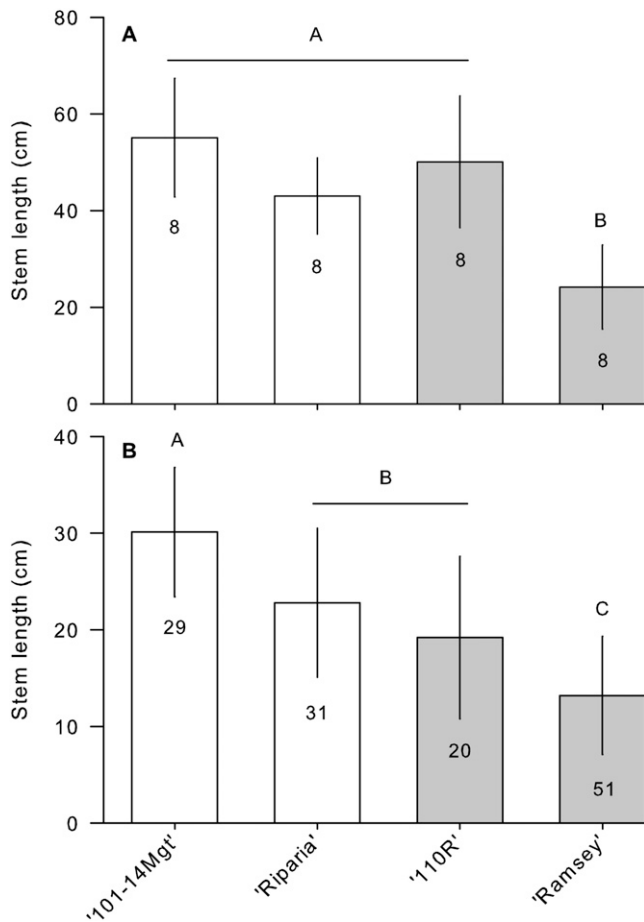 80
A
A
60
8
8
8
40
B
20
8
0
Stem length (cm)
40
A
B
B
30
29
C
20
31
20
10
51
0
Stem length (cm)
'101-14Mgt'
'Riparia'
'110R'
'Ramsey'